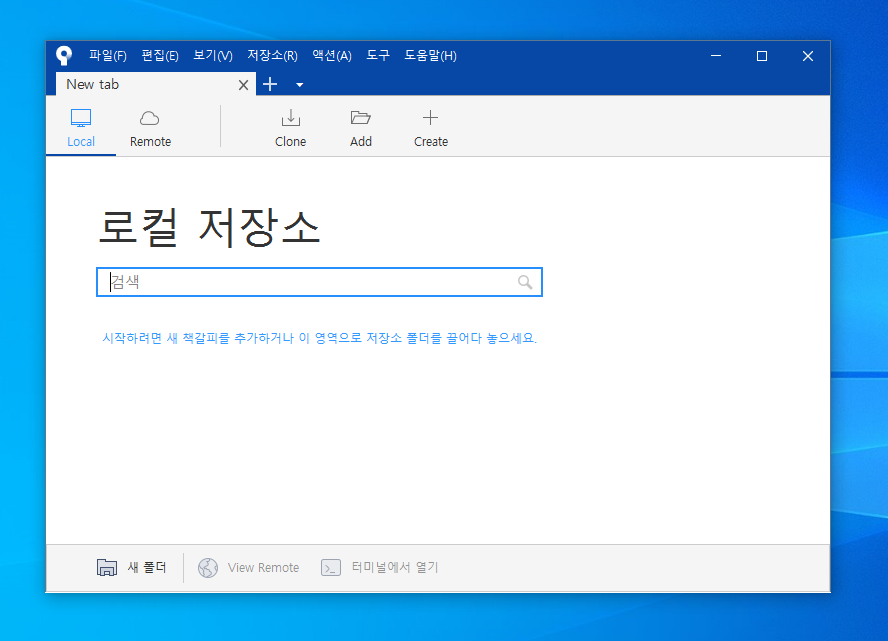 파일(F) 편집(E) 보기(V) 저장소(R) 액션(A) 도구 도움말(H)
New tab
Local Remote Clone Add Create
로컬 저장소
검색
시작하려면 새 책갈피를 추가하거나 이 영역으로 저장소 폴더를 끌어다 놓으세요.
새 폴더 View Remote 터미널에서 열기